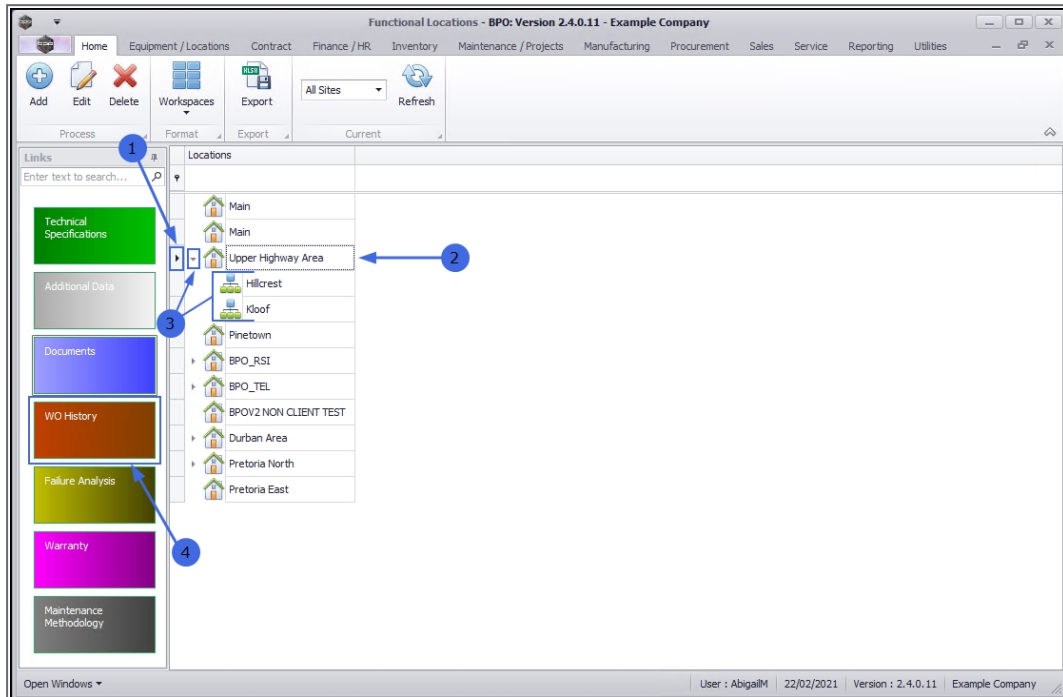 Functional Locations - BPO: Version 2.4.0.11 - Example Company
Home Equipment / Locations Contract Finance / HR Inventory Maintenance / Projects Manufacturing Procurement Sales Service Reporting Utilities
XLSX
All Sites
Add Edit Delete Workspaces Export Refresh
Process Format Export Current
1
Links
Enter text to search...
Locations
Technical
Specifications
Additional Data
Documents
WO History
Failure Analysis
Warranty
Maintenance
Methodology
Main
Main
Upper Highway Area
2
Hillcrest
Kloof
3
Pinetown
BPO_RSI
BPO_TEL
BPOV2 NON CLIENT TEST
Durban Area
Pretoria North
Pretoria East
4
Open Windows User : AbigailM 22/02/2021 Version : 2.4.0.11 Example Company